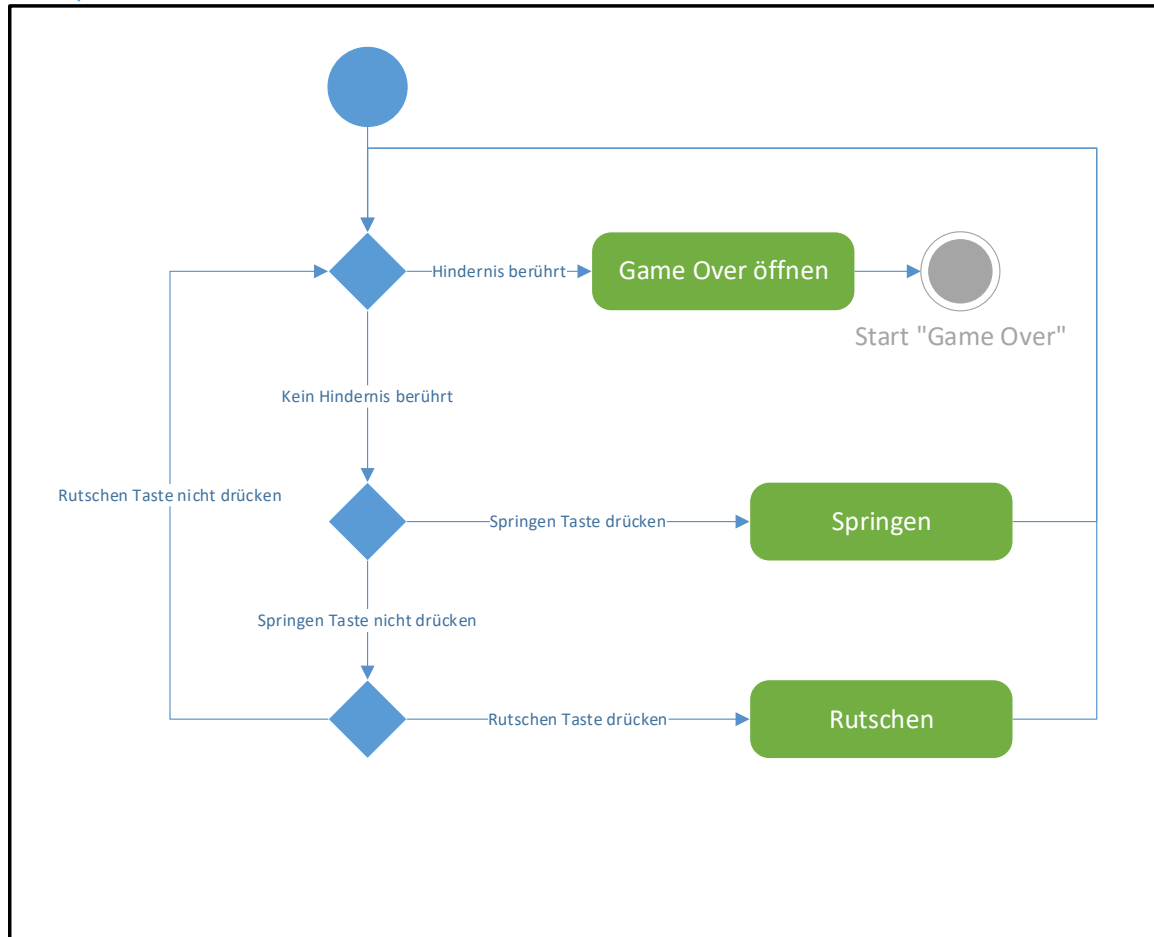 Hindernis berührt
Game Over öffnen
Start "Game Over"
Kein Hindernis berührt
Rutschen Taste nicht drücken
Springen Taste drücken
Springen
Springen Taste nicht drücken
Rutschen Taste drücken
Rutschen